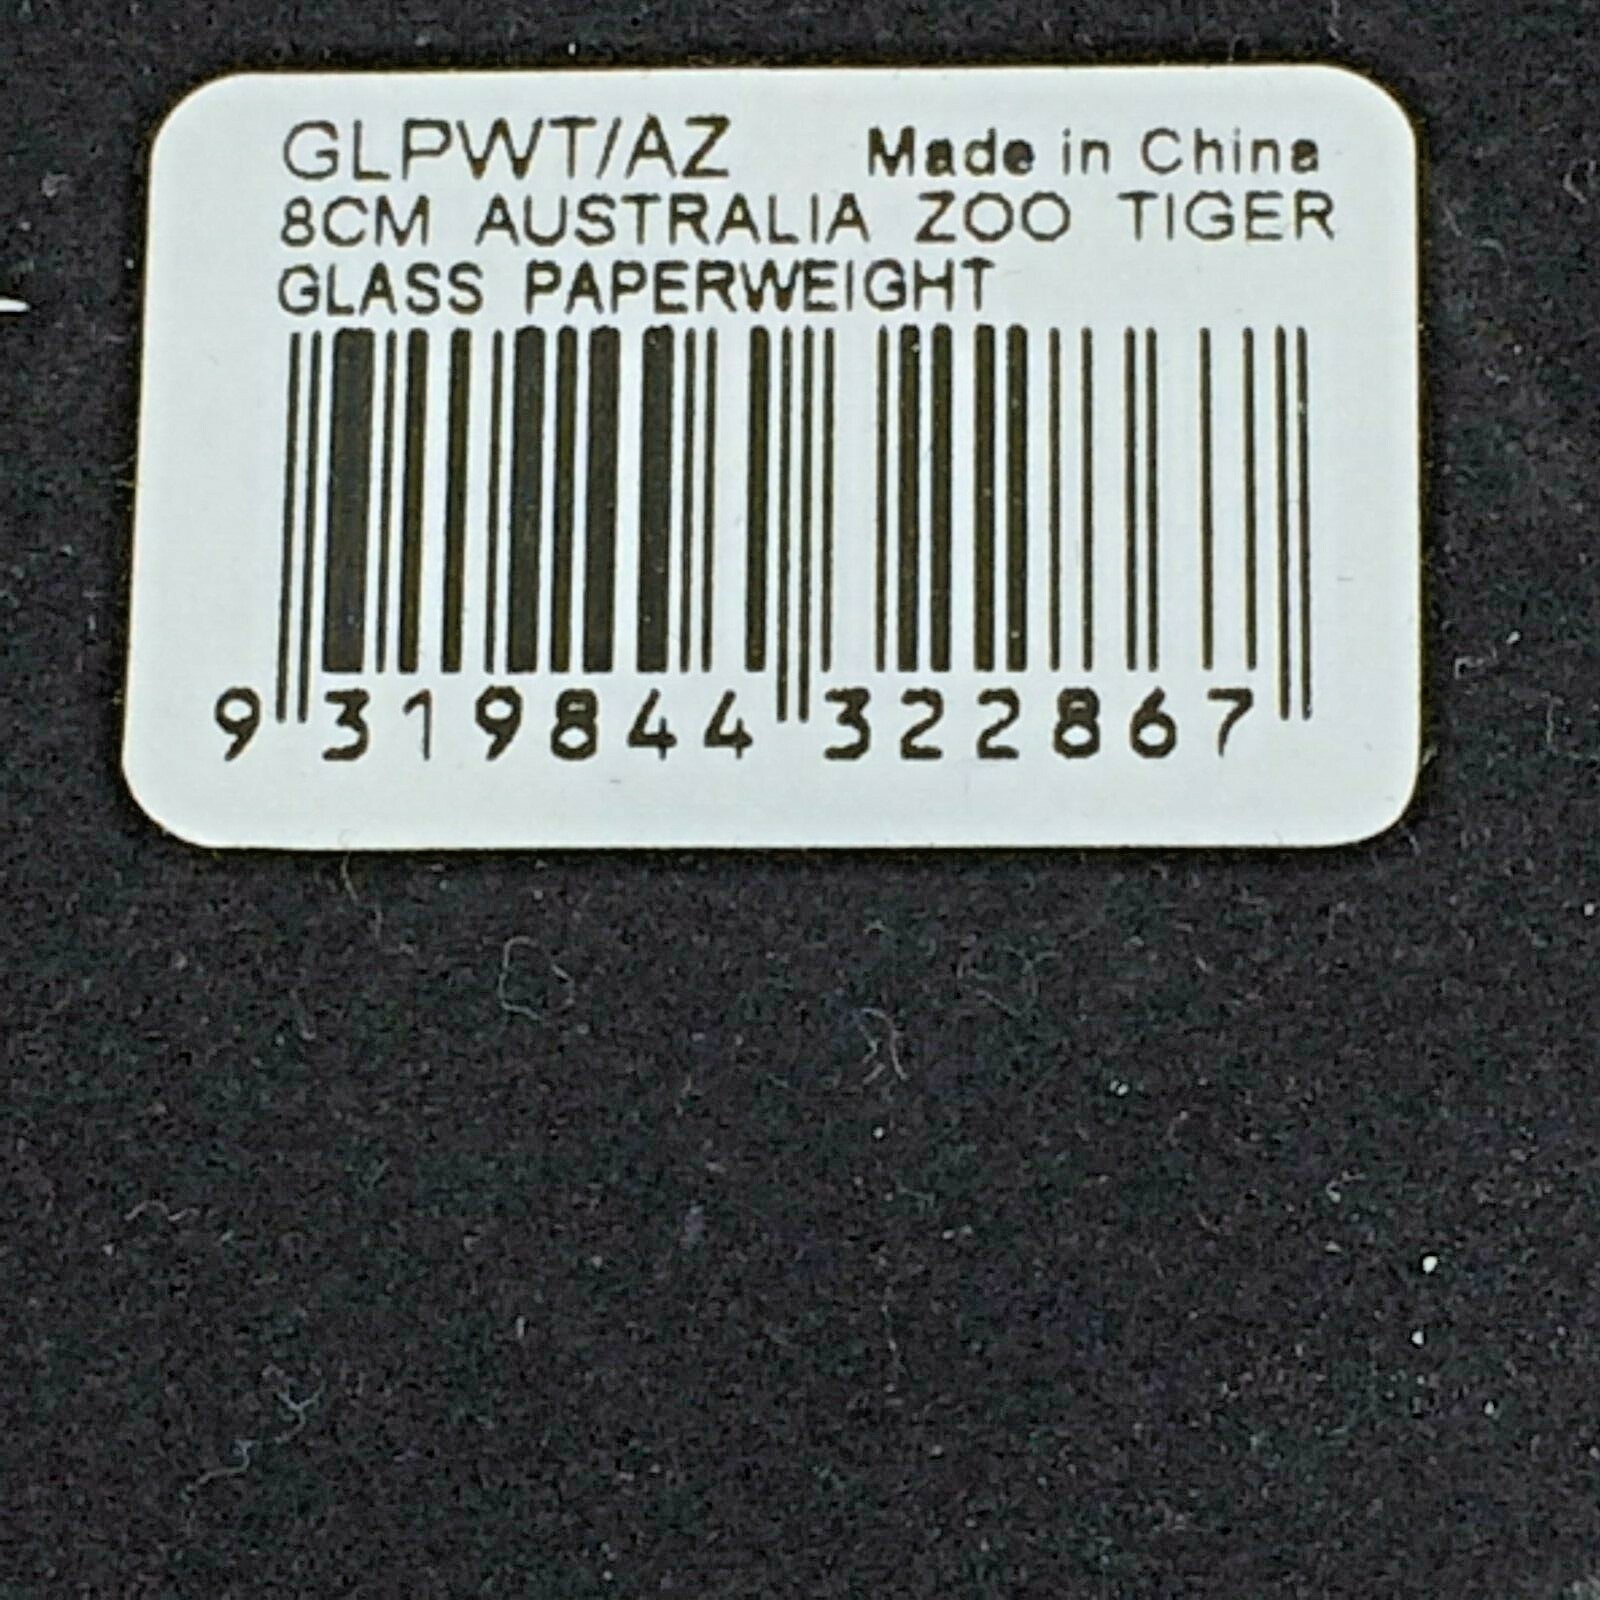 GLPWT/AZ Made in China
8CM AUSTRALIA ZOO TIGER
GLASS PAPERWEIGHT
9 319844 322867